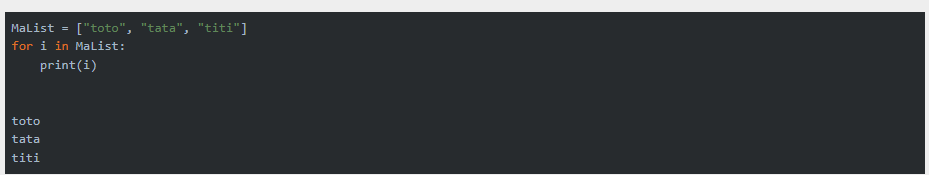 MaList = ["toto", "tata", "titi"]
for i in MaList:
    print(i)
toto
tata
titi